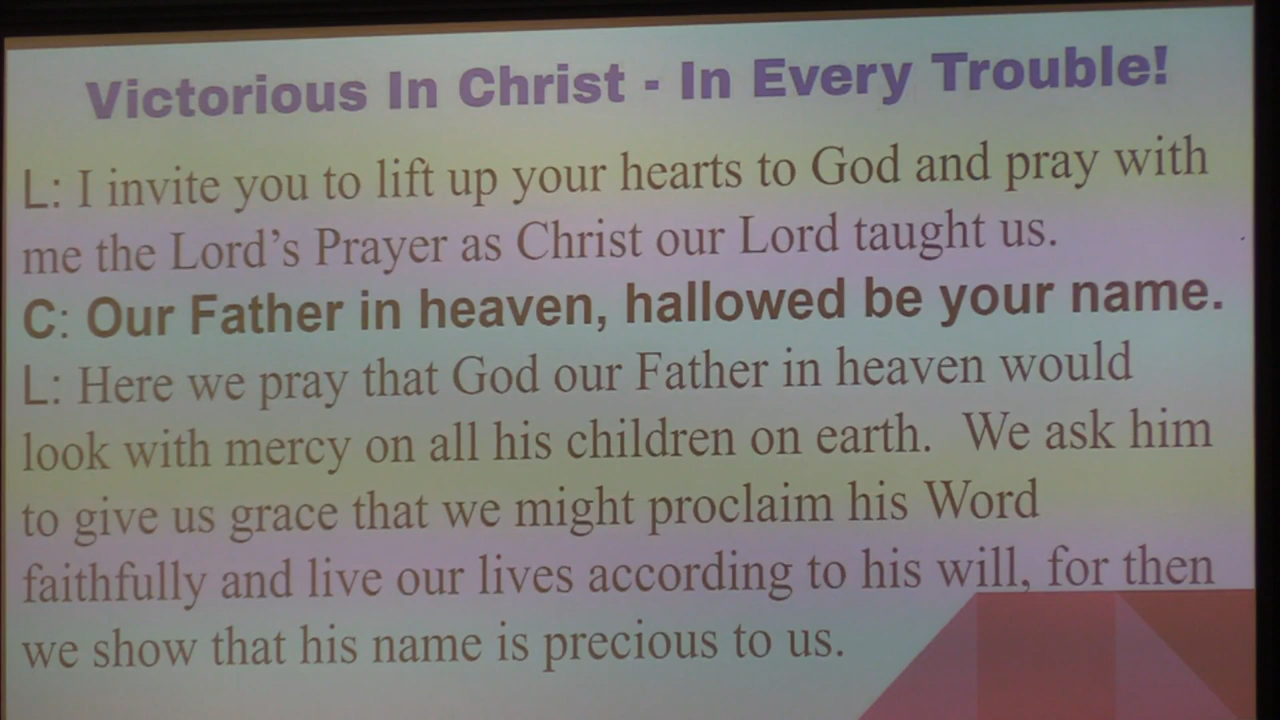 Victorious In Christ - In Every Trouble!
L: I invite you to lift up your hearts to God and pray with
me the Lord’s Prayer as Christ our Lord taught us.
C: Our Father in heaven, hallowed be your name.
L: Here we pray that God our Father in heaven would
look with mercy on all his children on earth.  We ask him
to give us grace that we might proclaim his Word
faithfully and live our lives according to his will, for then
we show that his name is precious to us.